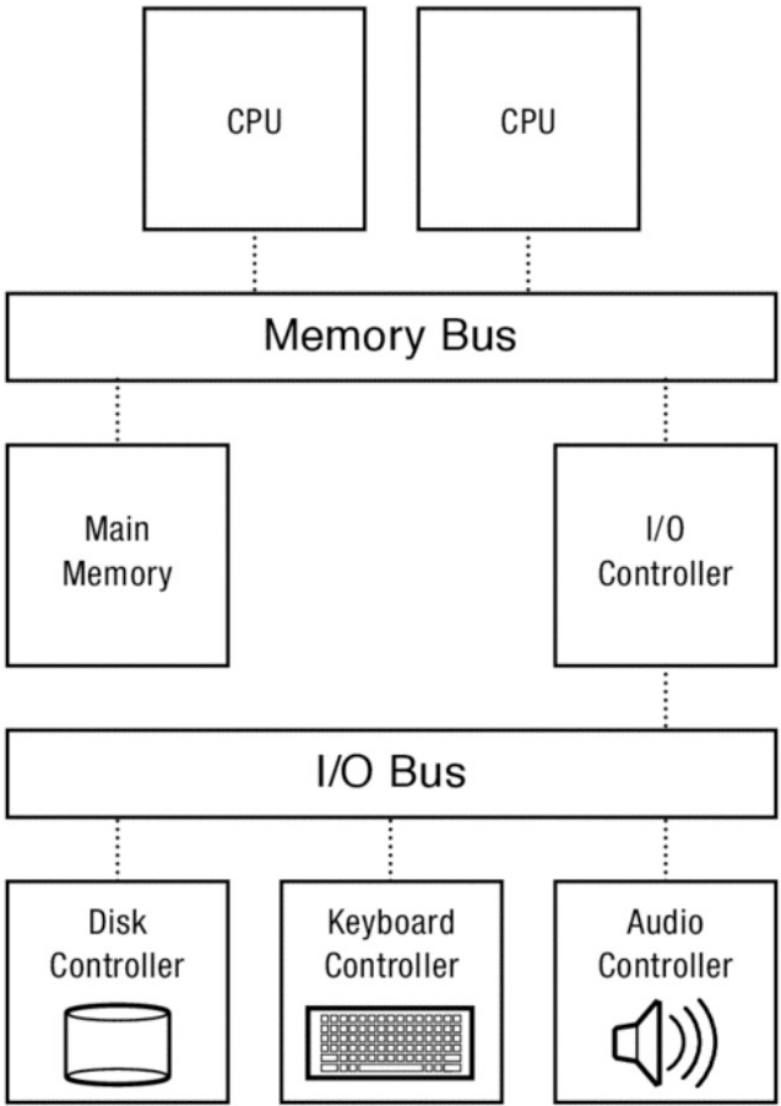 CPU
CPU
Memory Bus
Main
Memory
I/O
Controller
I/O Bus
Disk
Controller
Keyboard
Controller
Audio
Controller